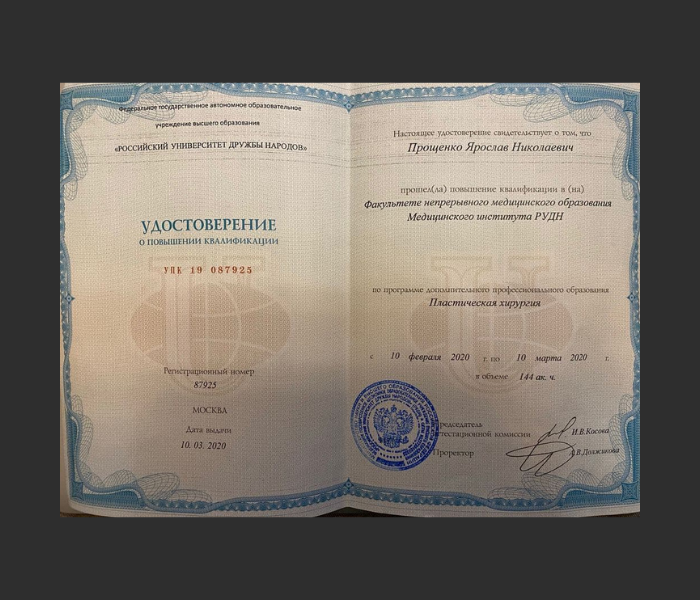 Федеральное государственное автономное образовательное
учреждение высшего образования
«РОССИЙСКИЙ УНИВЕРСИТЕТ ДРУЖБЫ НАРОДОВ»
УДОСТОВЕРЕНИЕ
О ПОВЫШЕНИИ КВАЛИФИКАЦИИ
УПК 19 087925
Регистрационный номер
87925
МОСКВА
Дата выдачи
10. 03. 2020
Настоящее удостоверение свидетельствует о том, что
Прощенко Ярослав Николаевич
прошел(ла) повышение квалификации в (на)
Факультете непрерывного медицинского образования
Медицинского института РУДН
по программе дополнительного профессионального образования
Пластическая хирургия
с 10 февраля 2020 г. по 10 марта 2020 г.
в объеме 144 ак. ч.
Председатель
аттестационной комиссии И.В.Косова
Проректор А.В.Должикова